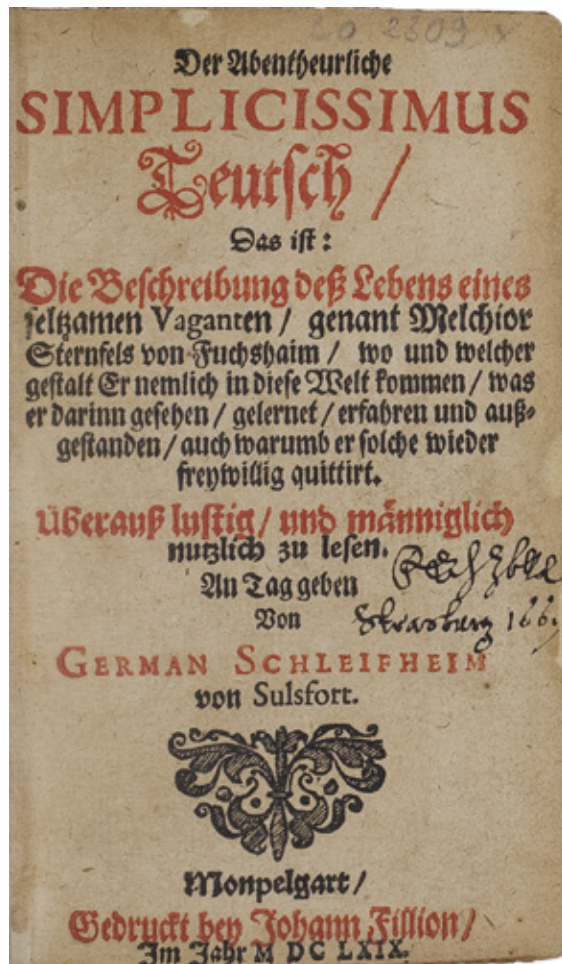 2309
Der Abentheurliche
SIMPLICISSIMUS
Teutſch /
Das iſt:
Die Beſchreibung deß Lebens eines
ſeltzamen Vaganten / genant Melchior
Sternfels von Fuchshaim / wo und welcher
geſtalt Er nemlich in dieſe Welt kommen / was
er darinn geſehen / gelernet / erfahren und auß⸗
geſtanden / auch warumb er ſolche wieder
freywillig quittirt.
Überauß luſtig / und männiglich
nutzlich zu leſen.
An Tag geben
Von
Strasburg 166
GERMAN SCHLEIFHEIM
von Sulsfort.
Monpelgart /
Gedruckt bey Johann Fillion /
Im Jahr M DC LXIX.